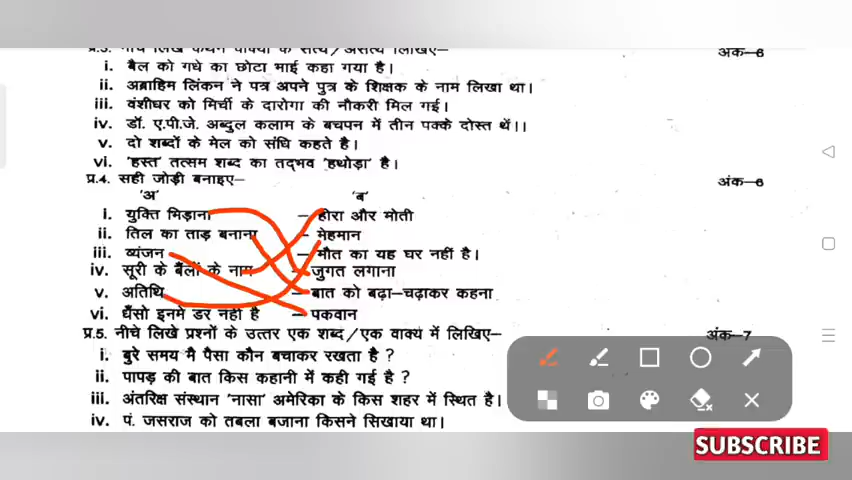 प्र.3. नीचे लिखे कथन वाक्यों के सत्य/असत्य लिखिए– अंक–6
i. बैल को गधे का छोटा भाई कहा गया है।
ii. अब्राहिम लिंकन ने पत्र अपने पुत्र के शिक्षक के नाम लिखा था।
iii. वंशीधर को मिर्ची के दारोगा की नौकरी मिल गई।
iv. डॉ. ए.पी.जे. अब्दुल कलाम के बचपन में तीन पक्के दोस्त थें।।
v. दो शब्दों के मेल को संघि कहते है।
vi. 'हस्त' तत्सम शब्द का तद्भव 'हथोड़ा' है।
प्र.4. सही जोड़ी बनाइए– अंक–6
'अ' 'ब'
i. युक्ति मिड़ाना – हीरा और मोती
ii. तिल का ताड़ बनाना – मेहमान
iii. व्यंजन – मौत का यह घर नहीं है।
iv. सूरी के बैंलों के नाम – जुगत लगाना
v. अतिथि – बात को बढ़ा–चढ़ाकर कहना
vi. धैंसो इनमे डर नहीं है – पकवान
प्र.5. नीचे लिखे प्रश्नों के उत्तर एक शब्द/एक वाक्य में लिखिए– अंक–7
i. बुरे समय मै पैसा कौन बचाकर रखता है?
ii. पापड़ की बात किस कहानी में कही गई है?
iii. अंतरिक्ष संस्थान 'नासा' अमेरिका के किस शहर में स्थित है।
iv. पं. जसराज को तबला बजाना किसने सिखाया था।
SUBSCRIBE